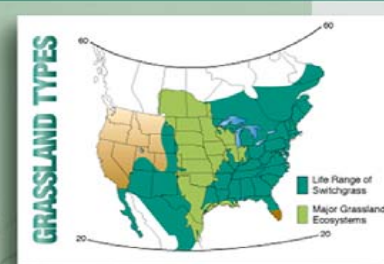 GRASSLAND TYPES
60
60
Life Range of
Switchgrass
Major Grassland
Ecosystems
20
20